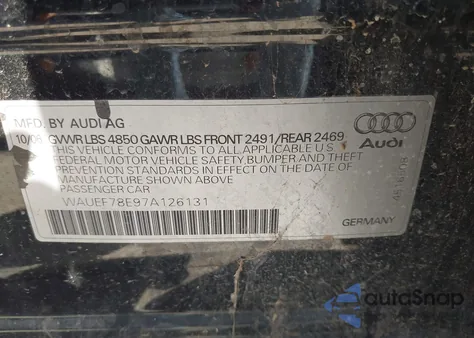 MFD. BY AUDI AG
10/06 GVWR LBS 4850 GAWR LBS FRONT 2491/REAR 2469
THIS VEHICLE CONFORMS TO ALL APPLICABLE U.S.
FEDERAL MOTOR VEHICLE SAFETY, BUMPER AND THEFT
PREVENTION STANDARDS IN EFFECT ON THE DATE OF
MANUFACTURE SHOWN ABOVE
PASSENGER CAR
WAUEF78E97A126131
Audi
GERMANY
autoSnap